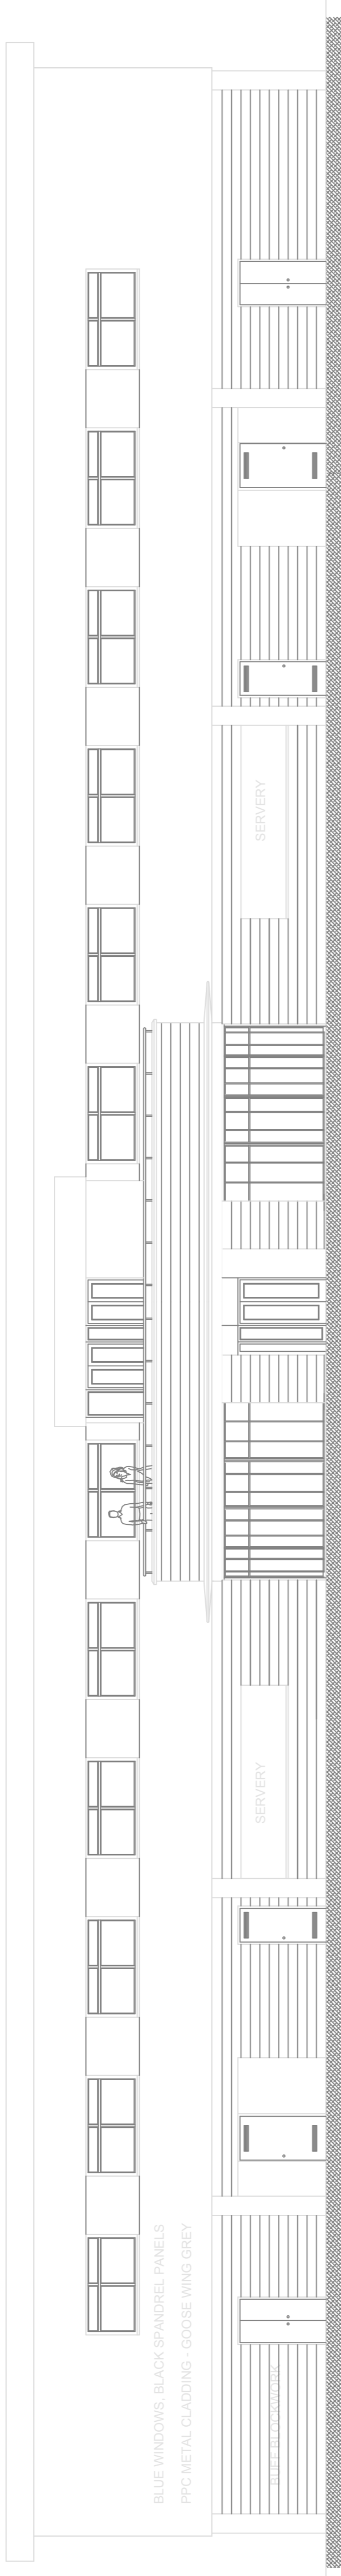 BLUE WINDOWS, BLACK SPANDREL PANELS
PPC METAL CLADDING - GOOSE WING GREY
BUFF BLOCKWORK
SERVERY
SERVERY